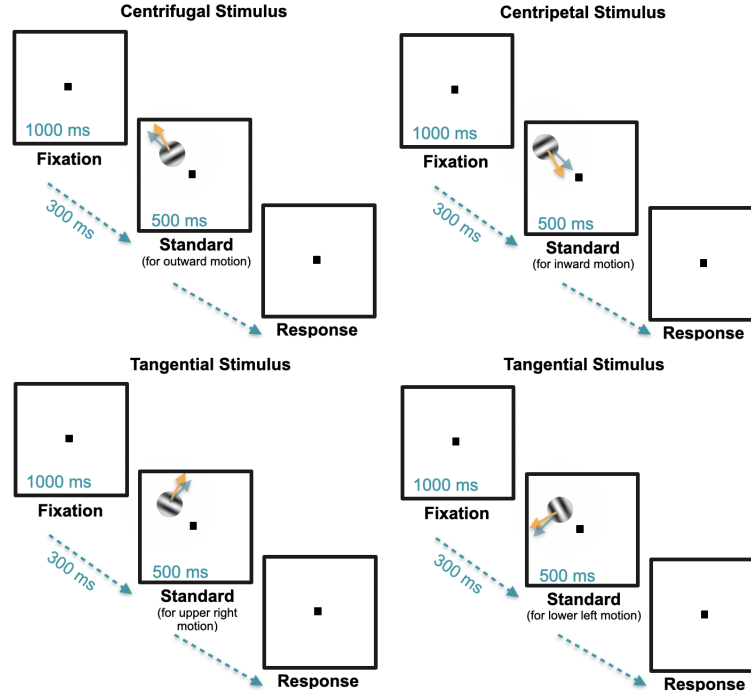 Centrifugal Stimulus
1000 ms
Fixation
300 ms
500 ms
Standard
(for outward motion)
Response
Centripetal Stimulus
1000 ms
Fixation
300 ms
500 ms
Standard
(for inward motion)
Response
Tangential Stimulus
1000 ms
Fixation
300 ms
500 ms
Standard
(for upper right
motion)
Response
Tangential Stimulus
1000 ms
Fixation
300 ms
500 ms
Standard
(for lower left motion)
Response